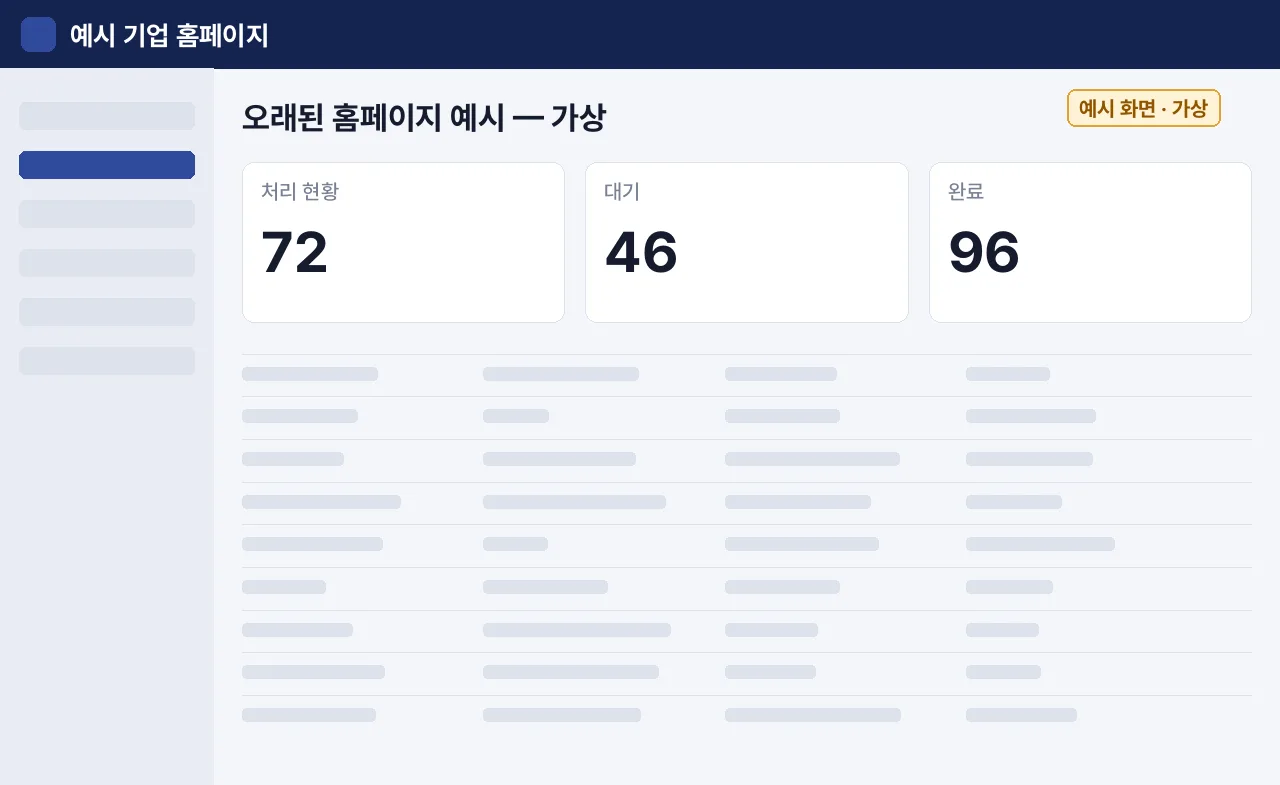 예시 기업 홈페이지
오래된 홈페이지 예시 — 가상
예시 화면 · 가상
처리 현황
72
대기
46
완료
96